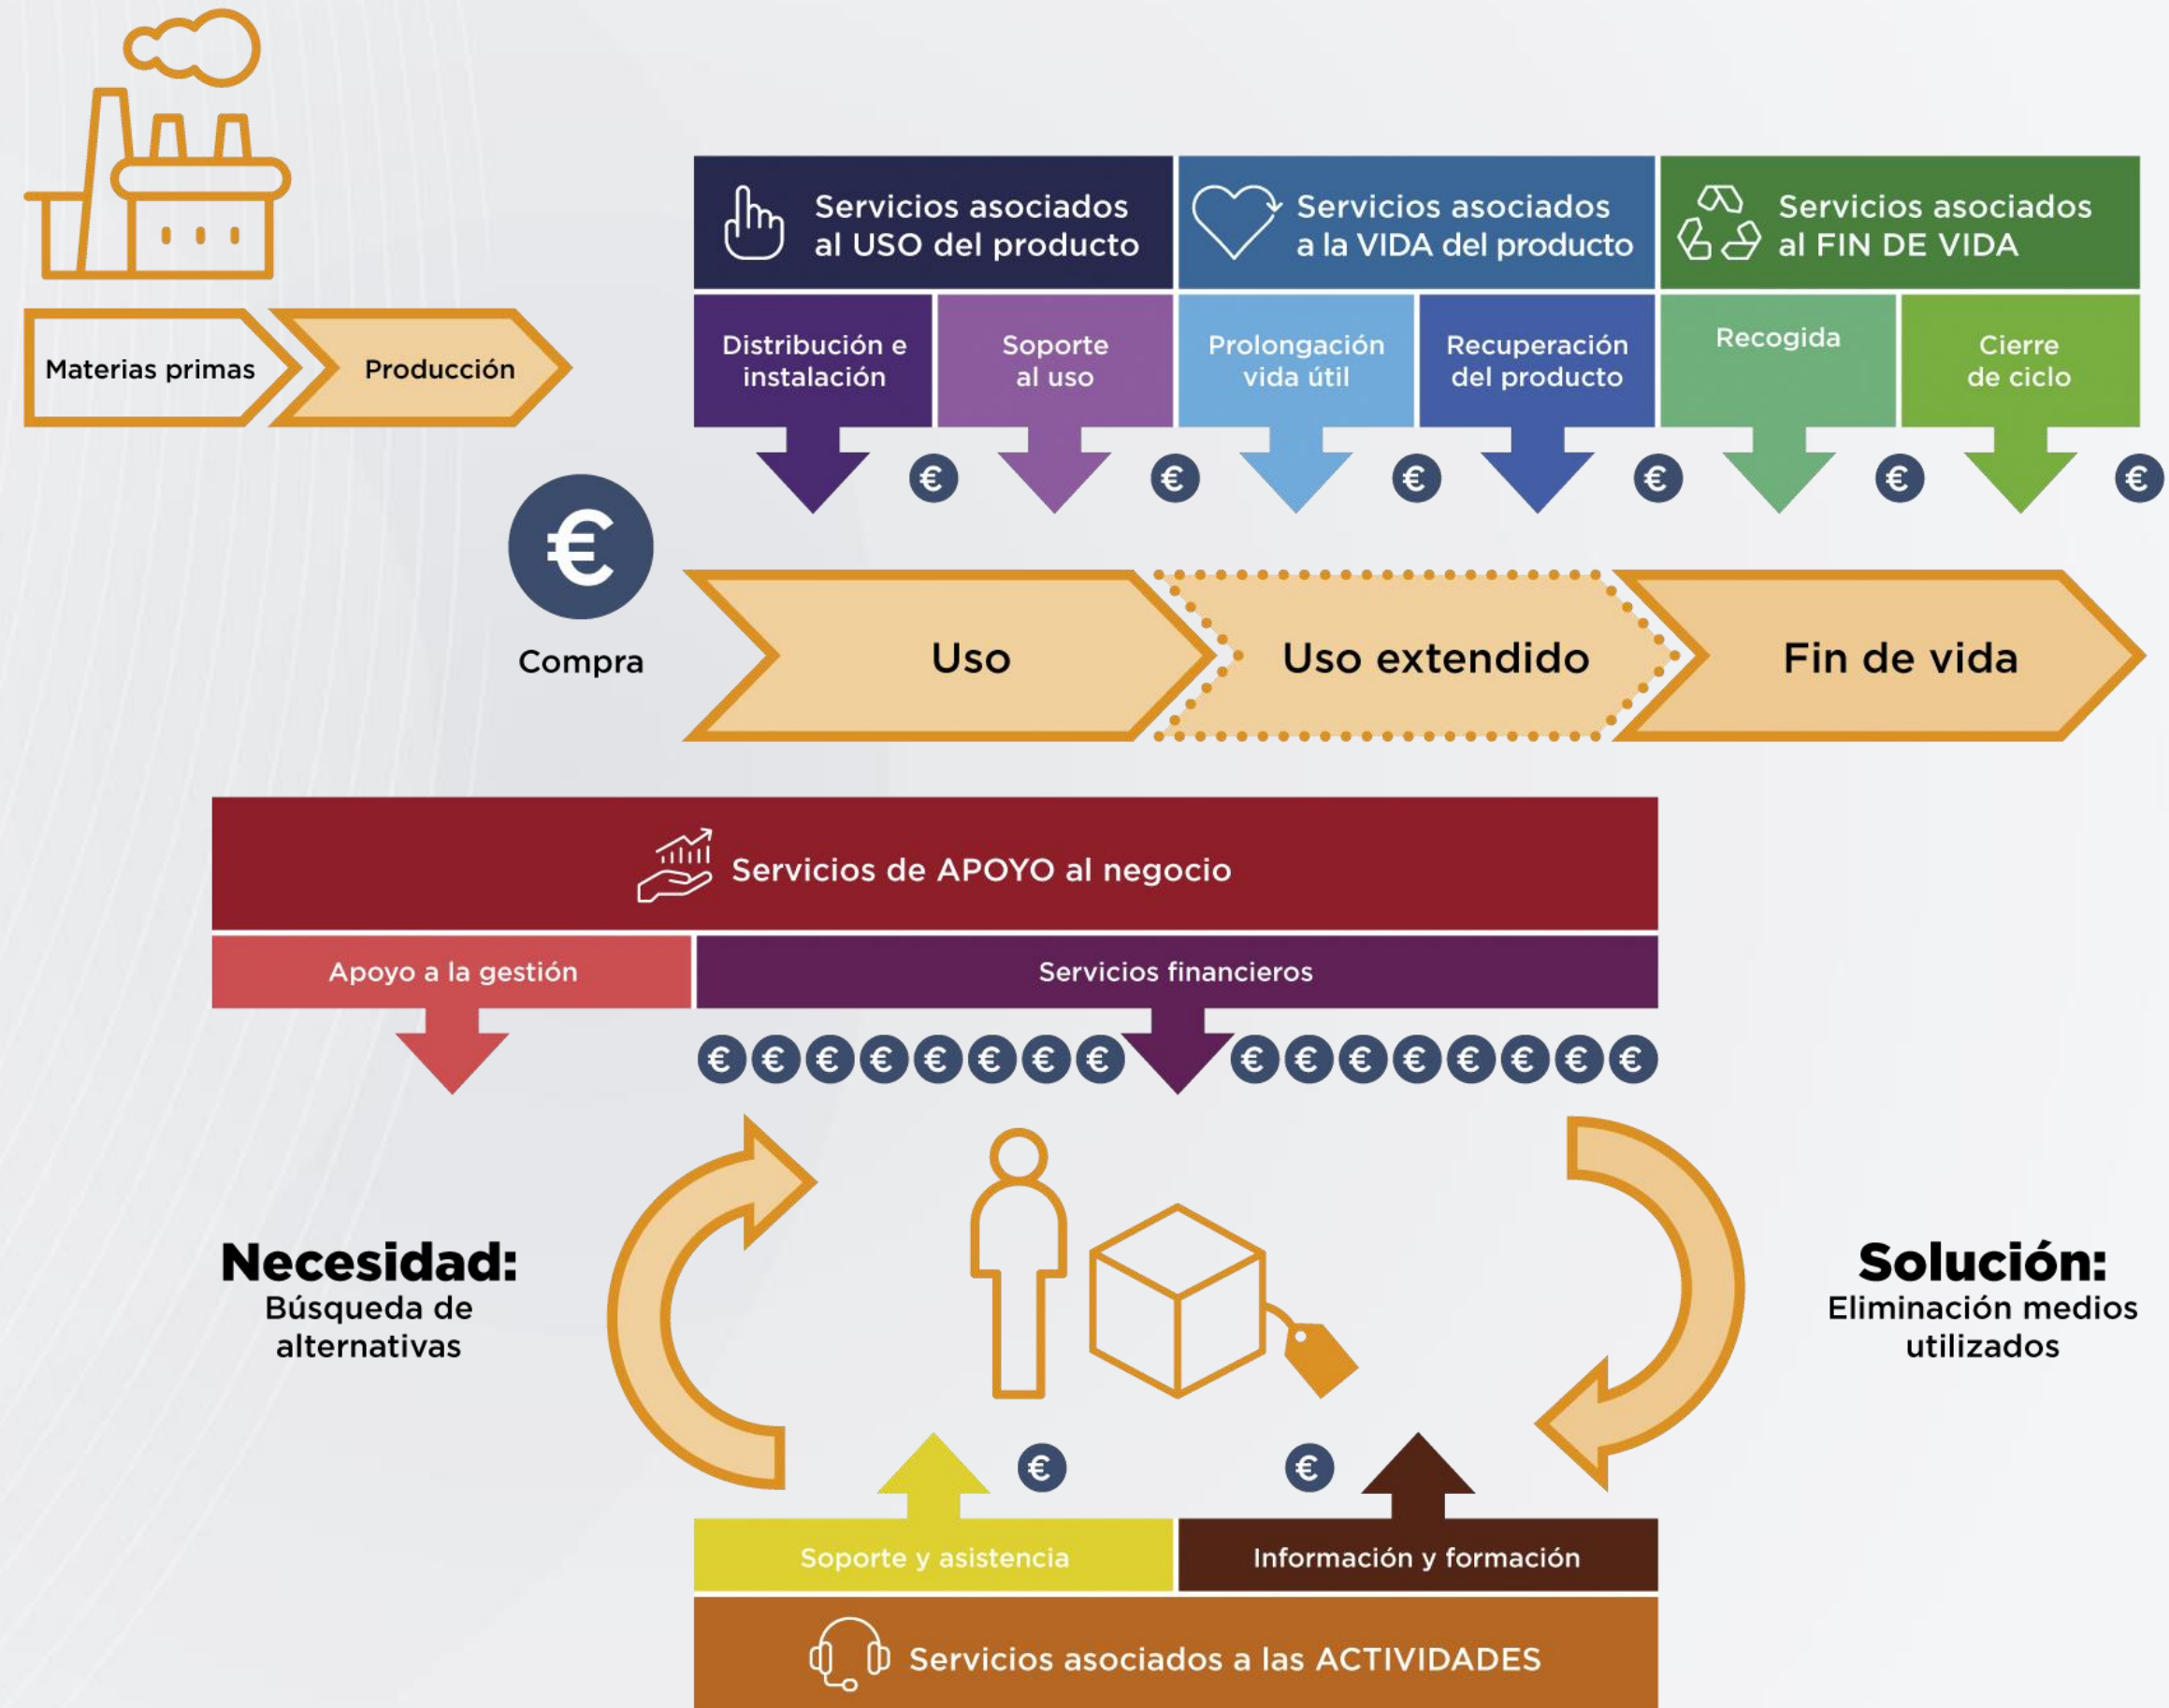 Servicios asociados
al USO del producto
Servicios asociados
a la VIDA del producto
Servicios asociados
al FIN DE VIDA
Materias primas
Producción
Distribución e
instalación
Soporte
al uso
Prolongación
vida útil
Recuperación
del producto
Recogida
Cierre
de ciclo
€ € € € € €
€
Compra
Uso
Uso extendido
Fin de vida
Servicios de APOYO al negocio
Apoyo a la gestión
Servicios financieros
€ € € € € € € € € € € € € € € €
Necesidad:
Búsqueda de
alternativas
Solución:
Eliminación medios
utilizados
€ €
Soporte y asistencia
Información y formación
Servicios asociados a las ACTIVIDADES